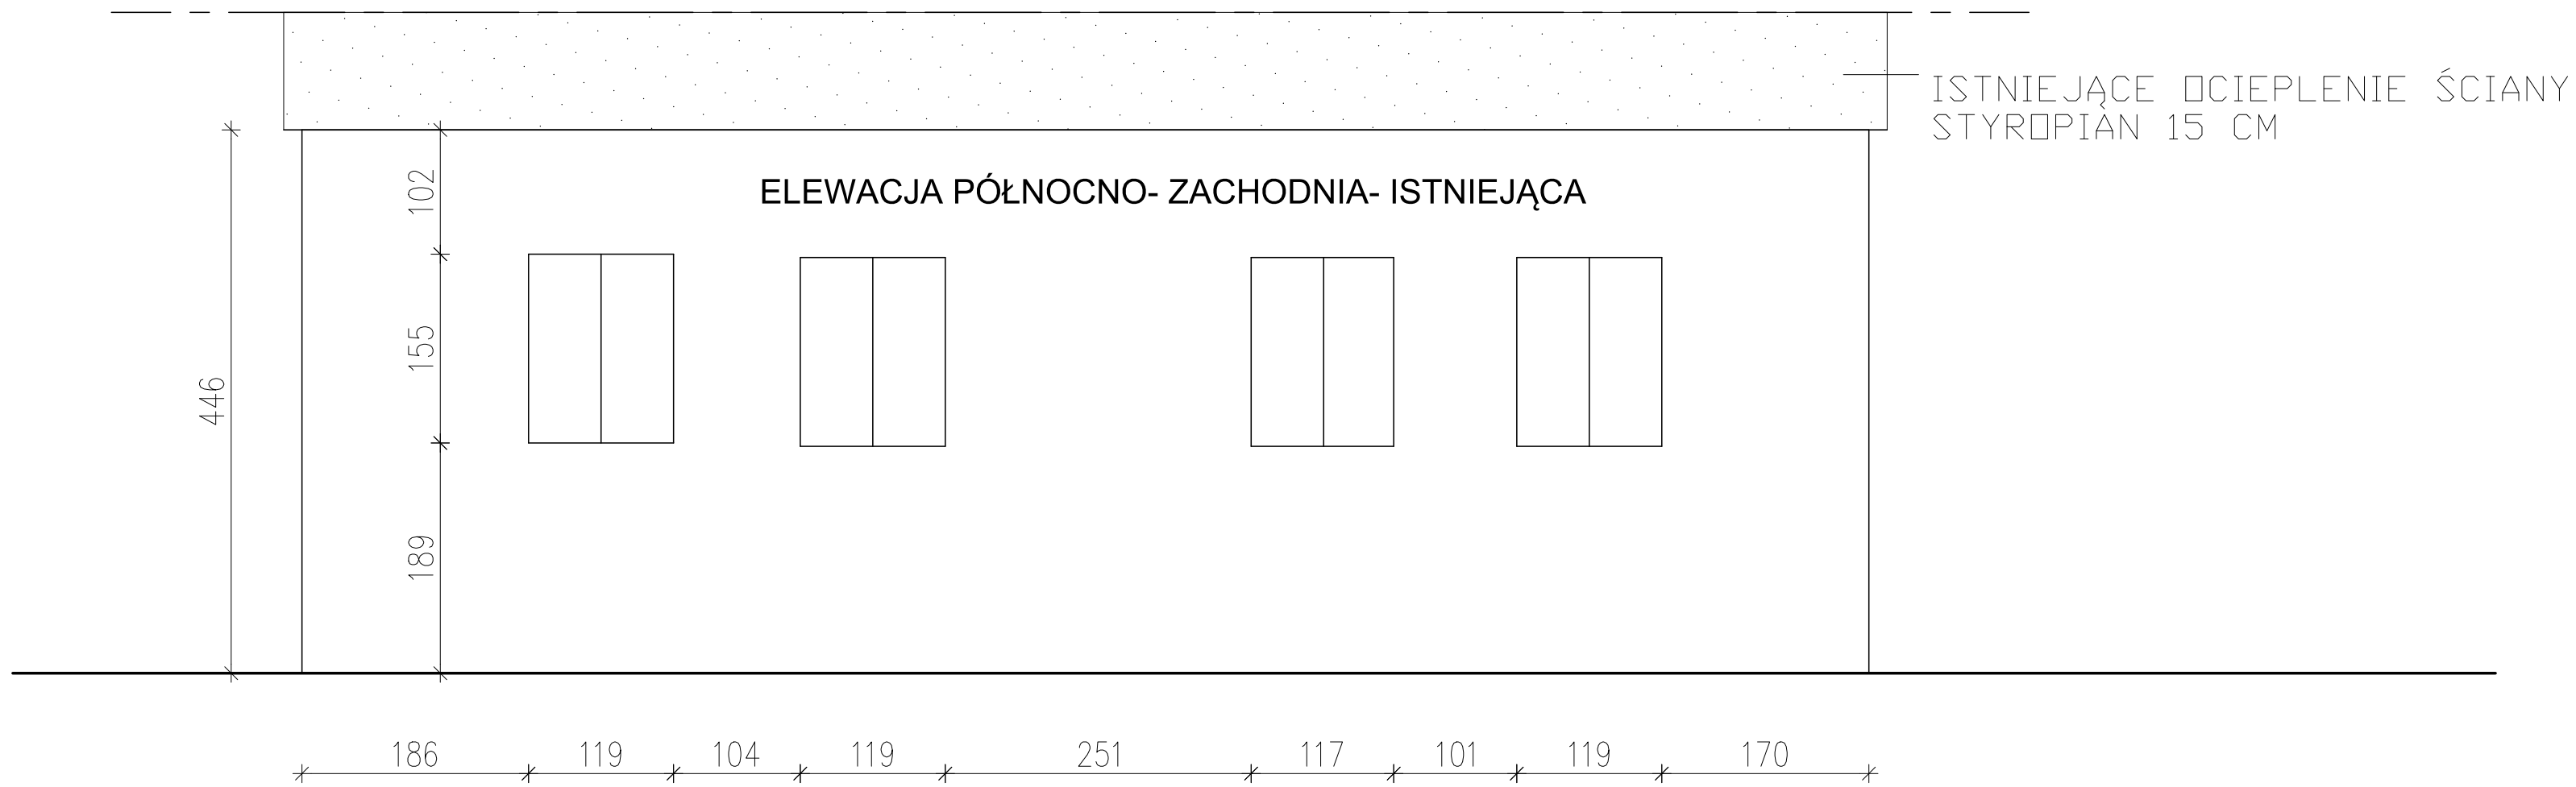 ISTNIEJĄCE OCIEPLENIE ŚCIANY
STYROPIAN 15 CM
ELEWACJA PÓŁNOCNO- ZACHODNIA- ISTNIEJĄCA
102
155
446
189
186 119 104 119 251 117 101 119 170